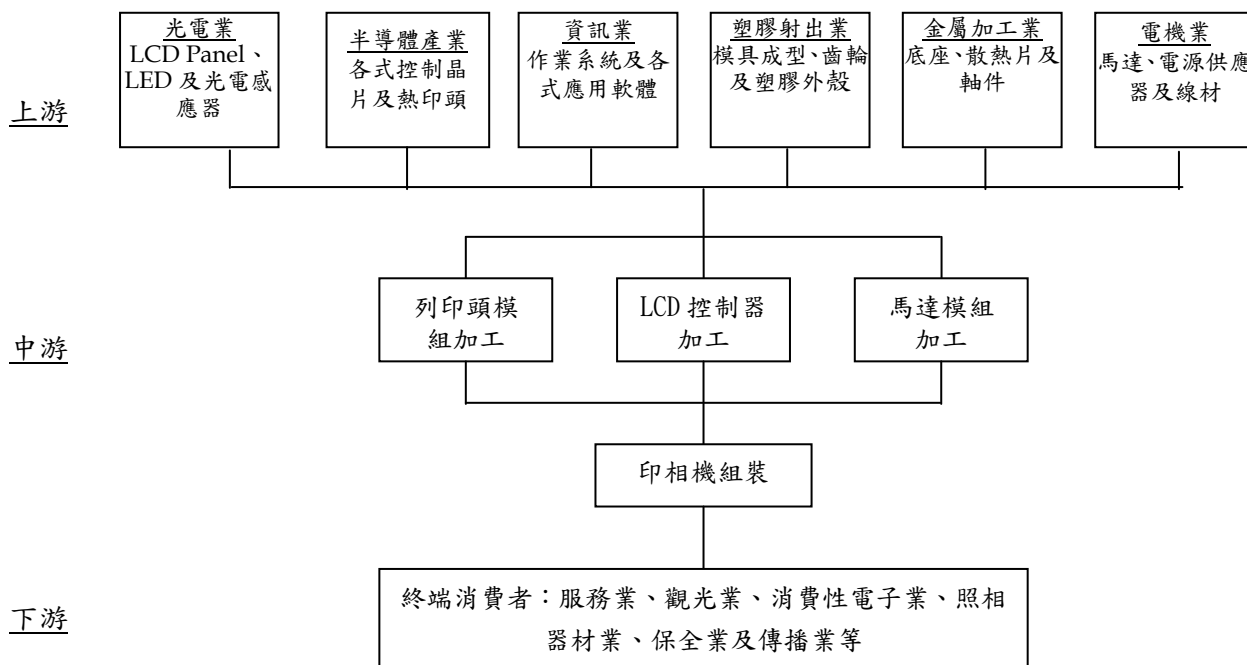 上游
光電業
LCD Panel、
LED 及光電感
應器
半導體產業
各式控制晶
片及熱印頭
資訊業
作業系統及各
式應用軟體
塑膠射出業
模具成型、齒輪
及塑膠外殼
金屬加工業
底座、散熱片及
軸件
電機業
馬達、電源供應
器及線材
中游
列印頭模
組加工
LCD 控制器
加工
馬達模組
加工
印相機組裝
下游
終端消費者：服務業、觀光業、消費性電子業、照相
器材業、保全業及傳播業等